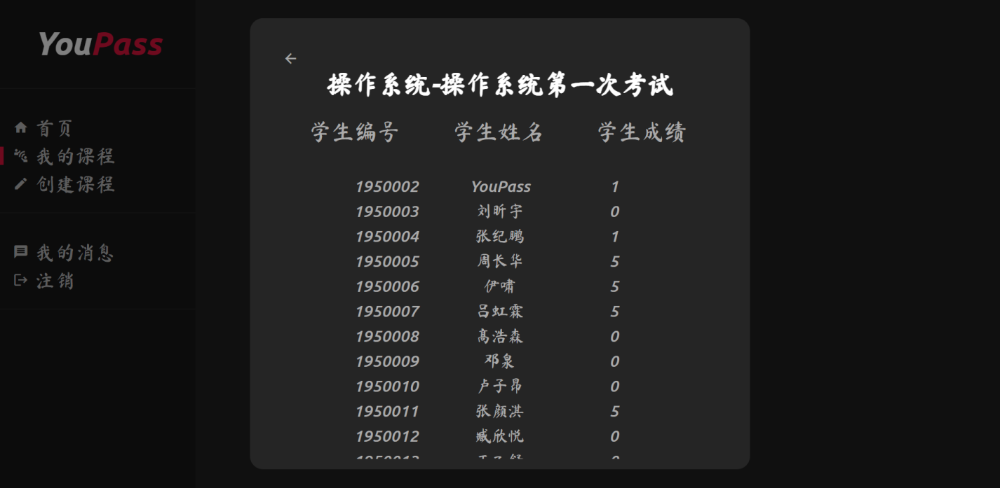 YouPass
首页
我的课程
创建课程
我的消息
注销
操作系统-操作系统第一次考试
学生编号 学生姓名 学生成绩
1950002 YouPass 1
1950003 刘昕宇 0
1950004 张纪鹏 1
1950005 周长华 5
1950006 伊啸 5
1950007 吕虹霖 5
1950008 高浩森 0
1950009 邓泉 0
1950010 卢子昂 0
1950011 张颜淇 5
1950012 臧欣悦 0